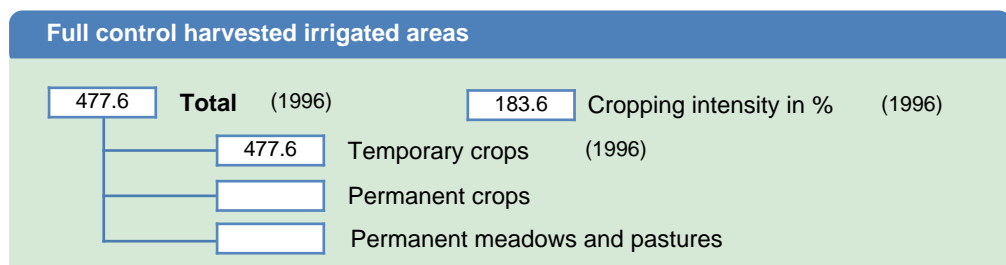 Full control harvested irrigated areas
477.6 Total (1996) 183.6 Cropping intensity in % (1996)
477.6 Temporary crops (1996)
Permanent crops
Permanent meadows and pastures